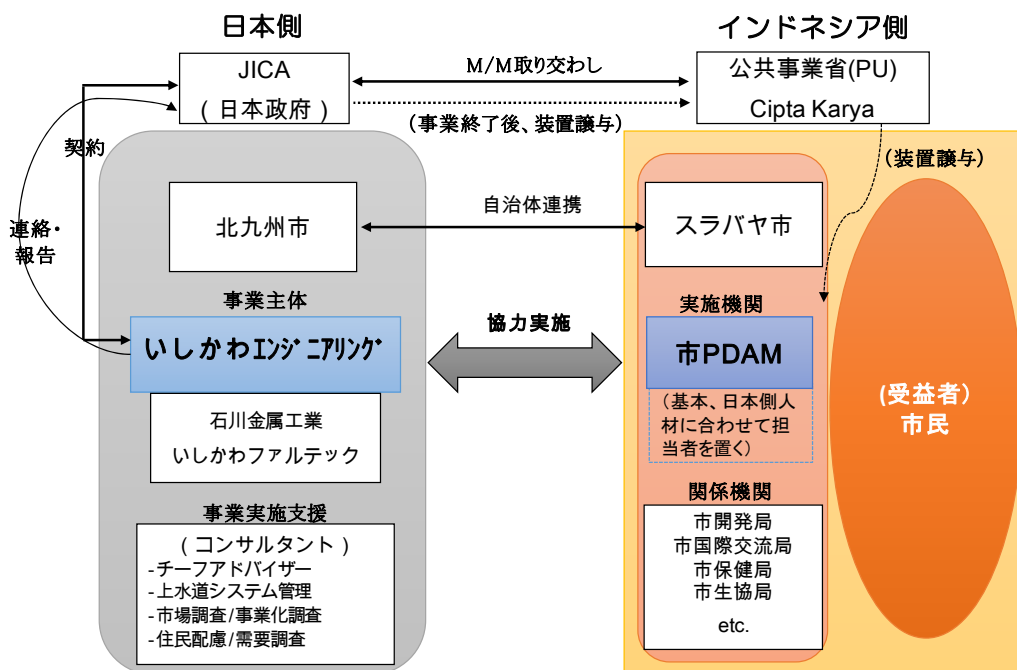 日本側
インドネシア側
JICA
(日本政府)
M/M取り交わし
(事業終了後、装置譲与)
公共事業省(PU)
Cipta Karya
契約
連絡・
報告
(装置譲与)
北九州市
自治体連携
スラバヤ市
事業主体
いしかわｴﾝｼﾞﾆｱﾘﾝｸﾞ
協力実施
実施機関
市PDAM
石川金属工業
いしかわファルテック
(基本、日本側人
材に合わせて担
当者を置く)
(受益者)
市民
事業実施支援
(コンサルタント)
-チーフアドバイザー
-上水道システム管理
-市場調査/事業化調査
-住民配慮/需要調査
関係機関
市開発局
市国際交流局
市保健局
市生協局
etc.